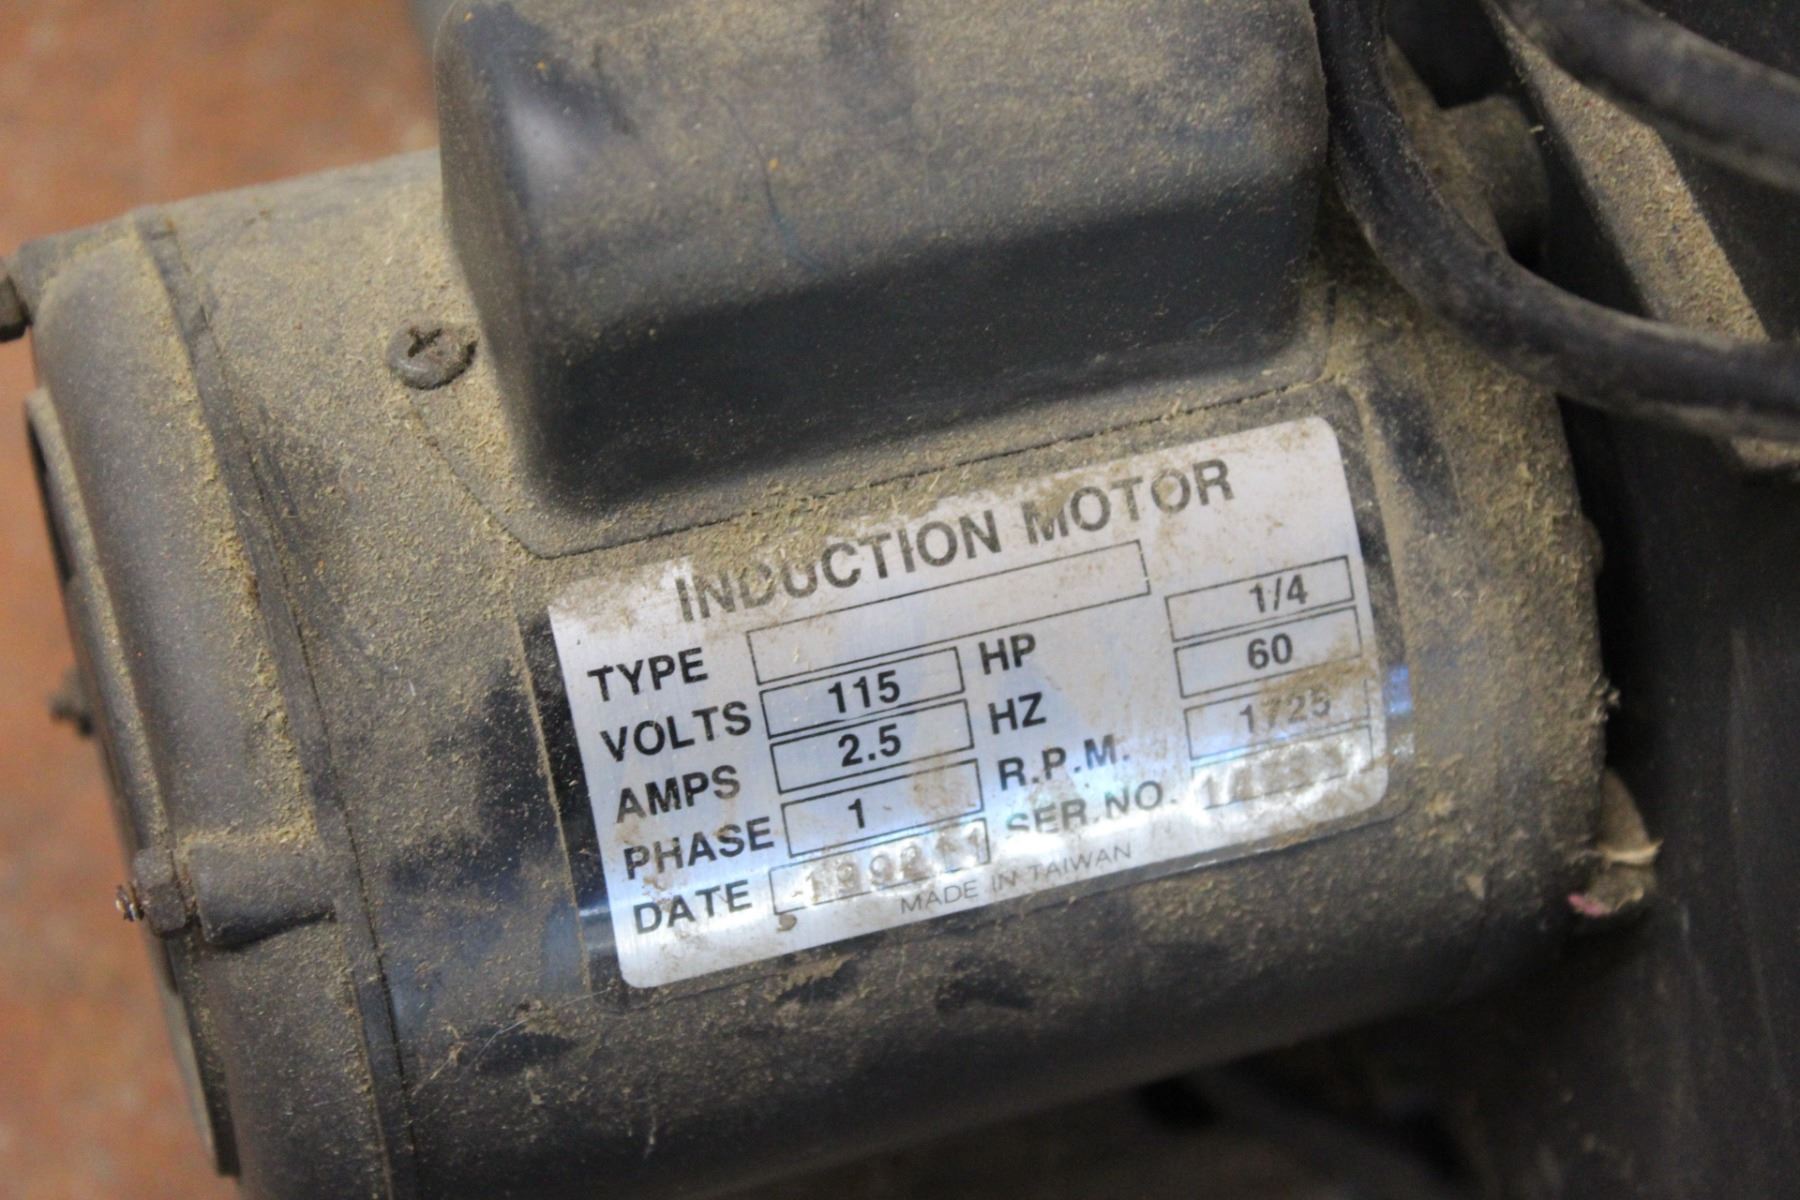 INDUCTION MOTOR
TYPE
VOLTS 115 HP 1/4
AMPS 2.5 HZ 60
PHASE 1 R.P.M. 1725
DATE 199211 SER.NO.
MADE IN TAIWAN